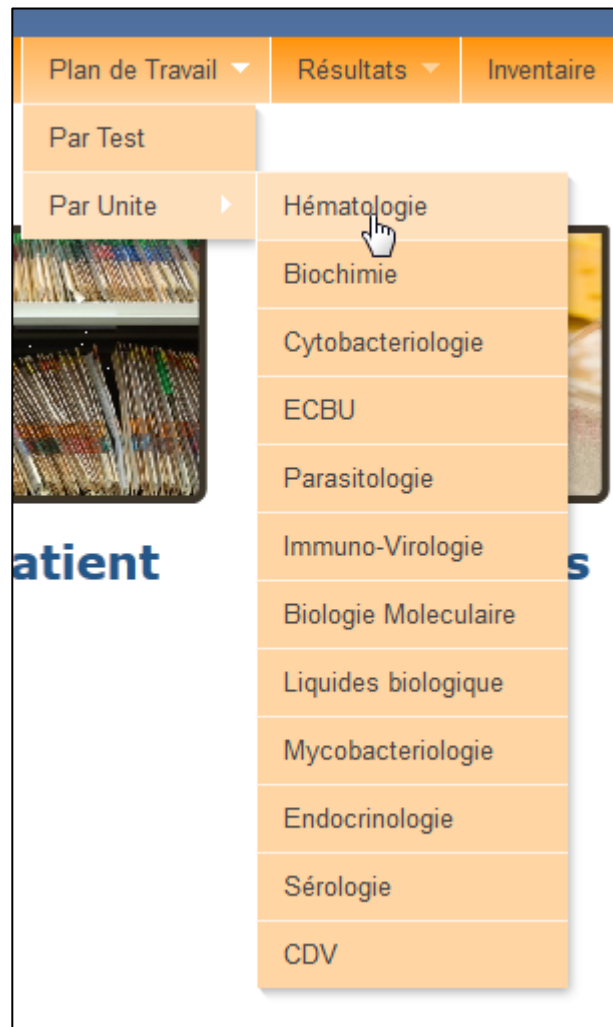 Plan de Travail Résultats Inventaire
Par Test
Par Unite Hématologie
Biochimie
Cytobacteriologie
ECBU
Parasitologie
atient Immuno-Virologie s
Biologie Moleculaire
Liquides biologique
Mycobacteriologie
Endocrinologie
Sérologie
CDV